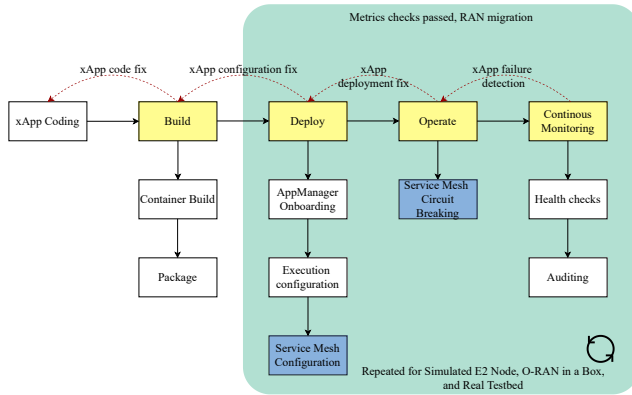 Metrics checks passed, RAN migration
xApp code fix
xApp configuration fix
xApp
deployment fix
xApp failure
detection
xApp Coding
Build
Deploy
Operate
Continous
Monitoring
Container Build
AppManager
Onboarding
Service Mesh
Circuit
Breaking
Health checks
Package
Execution
configuration
Auditing
Service Mesh
Configuration
Repeated for Simulated E2 Node, O-RAN in a Box,
and Real Testbed